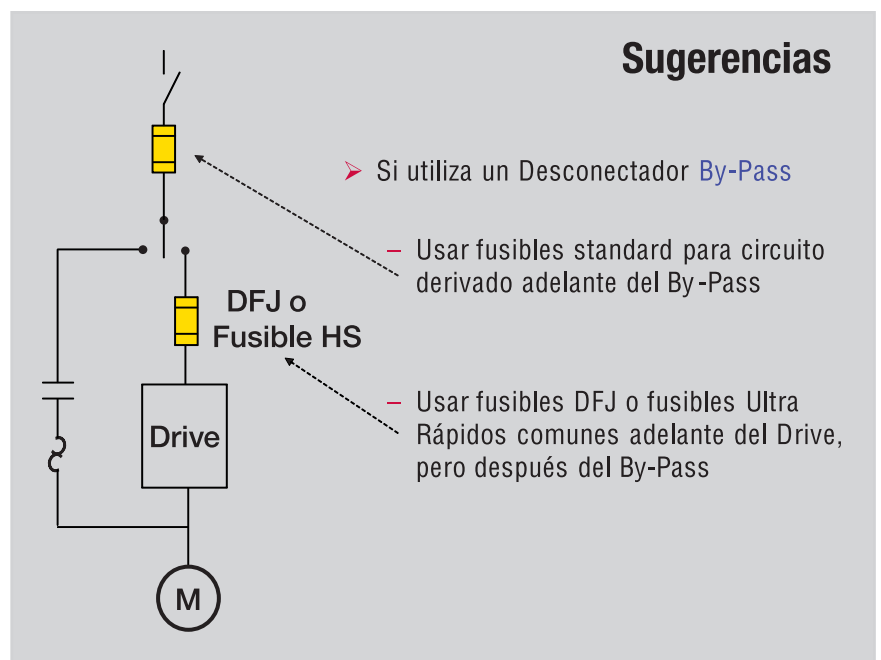 Sugerencias
➢ Si utiliza un Desconectador By-Pass
– Usar fusibles standard para circuito
derivado adelante del By-Pass
DFJ o
Fusible HS
– Usar fusibles DFJ o fusibles Ultra
Rápidos comunes adelante del Drive,
pero después del By-Pass
Drive
M